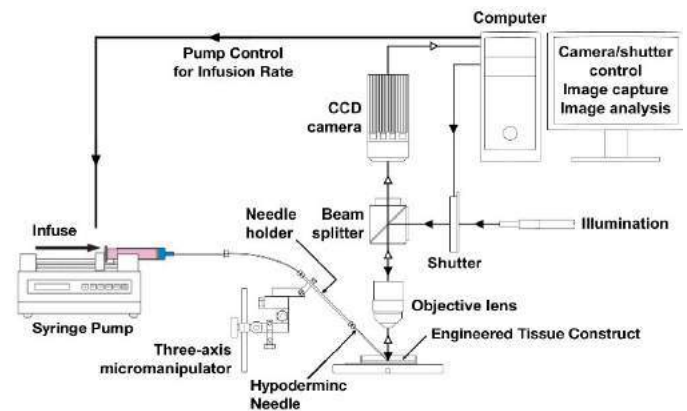 Computer
Pump Control
for Infusion Rate
Camera/shutter
control
Image capture
Image analysis
CCD
camera
Needle
holder
Beam
splitter
Illumination
Infuse
Shutter
Objective lens
Syringe Pump
Engineered Tissue Construct
Three-axis
micromanipulator
Hypoderminc
Needle